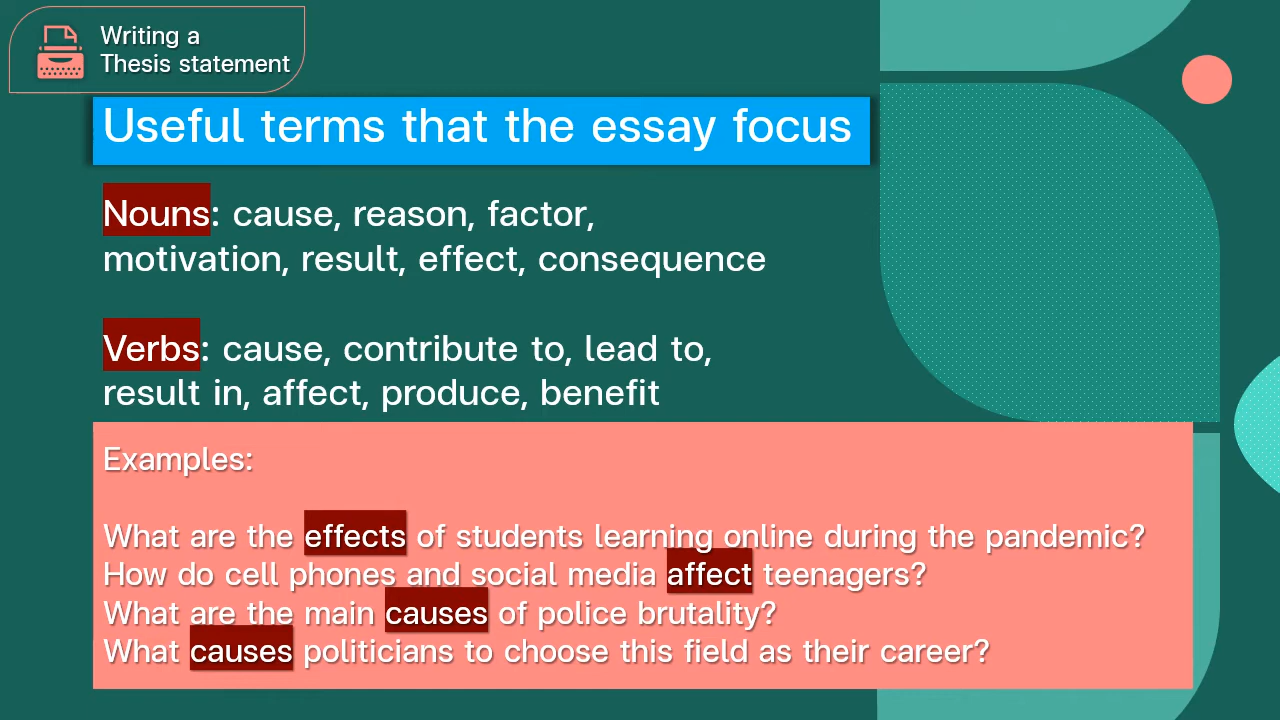 Writing a
Thesis statement
Useful terms that the essay focus
Nouns: cause, reason, factor,
motivation, result, effect, consequence
Verbs: cause, contribute to, lead to,
result in, affect, produce, benefit
Examples:
What are the effects of students learning online during the pandemic?
How do cell phones and social media affect teenagers?
What are the main causes of police brutality?
What causes politicians to choose this field as their career?